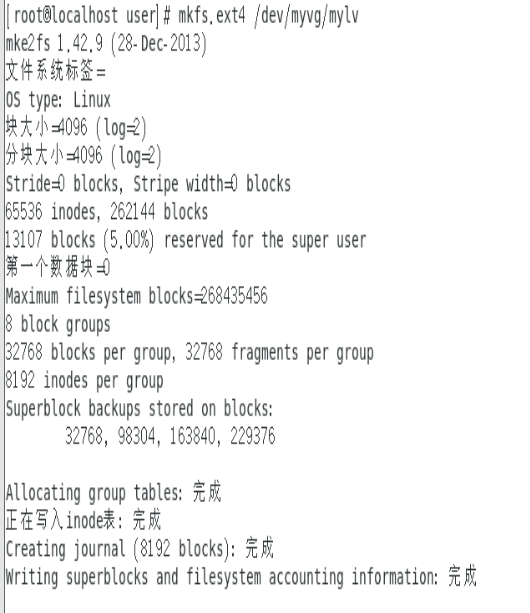 [root@localhost user]# mkfs.ext4 /dev/myvg/mylv
mke2fs 1.42.9 (28-Dec-2013)
文件系统标签=
OS type: Linux
块大小=4096 (log=2)
分块大小=4096 (log=2)
Stride=0 blocks, Stripe width=0 blocks
65536 inodes, 262144 blocks
13107 blocks (5.00%) reserved for the super user
第一个数据块=0
Maximum filesystem blocks=268435456
8 block groups
32768 blocks per group, 32768 fragments per group
8192 inodes per group
Superblock backups stored on blocks:
32768, 98304, 163840, 229376
Allocating group tables: 完成
正在写入inode表: 完成
Creating journal (8192 blocks): 完成
Writing superblocks and filesystem accounting information: 完成